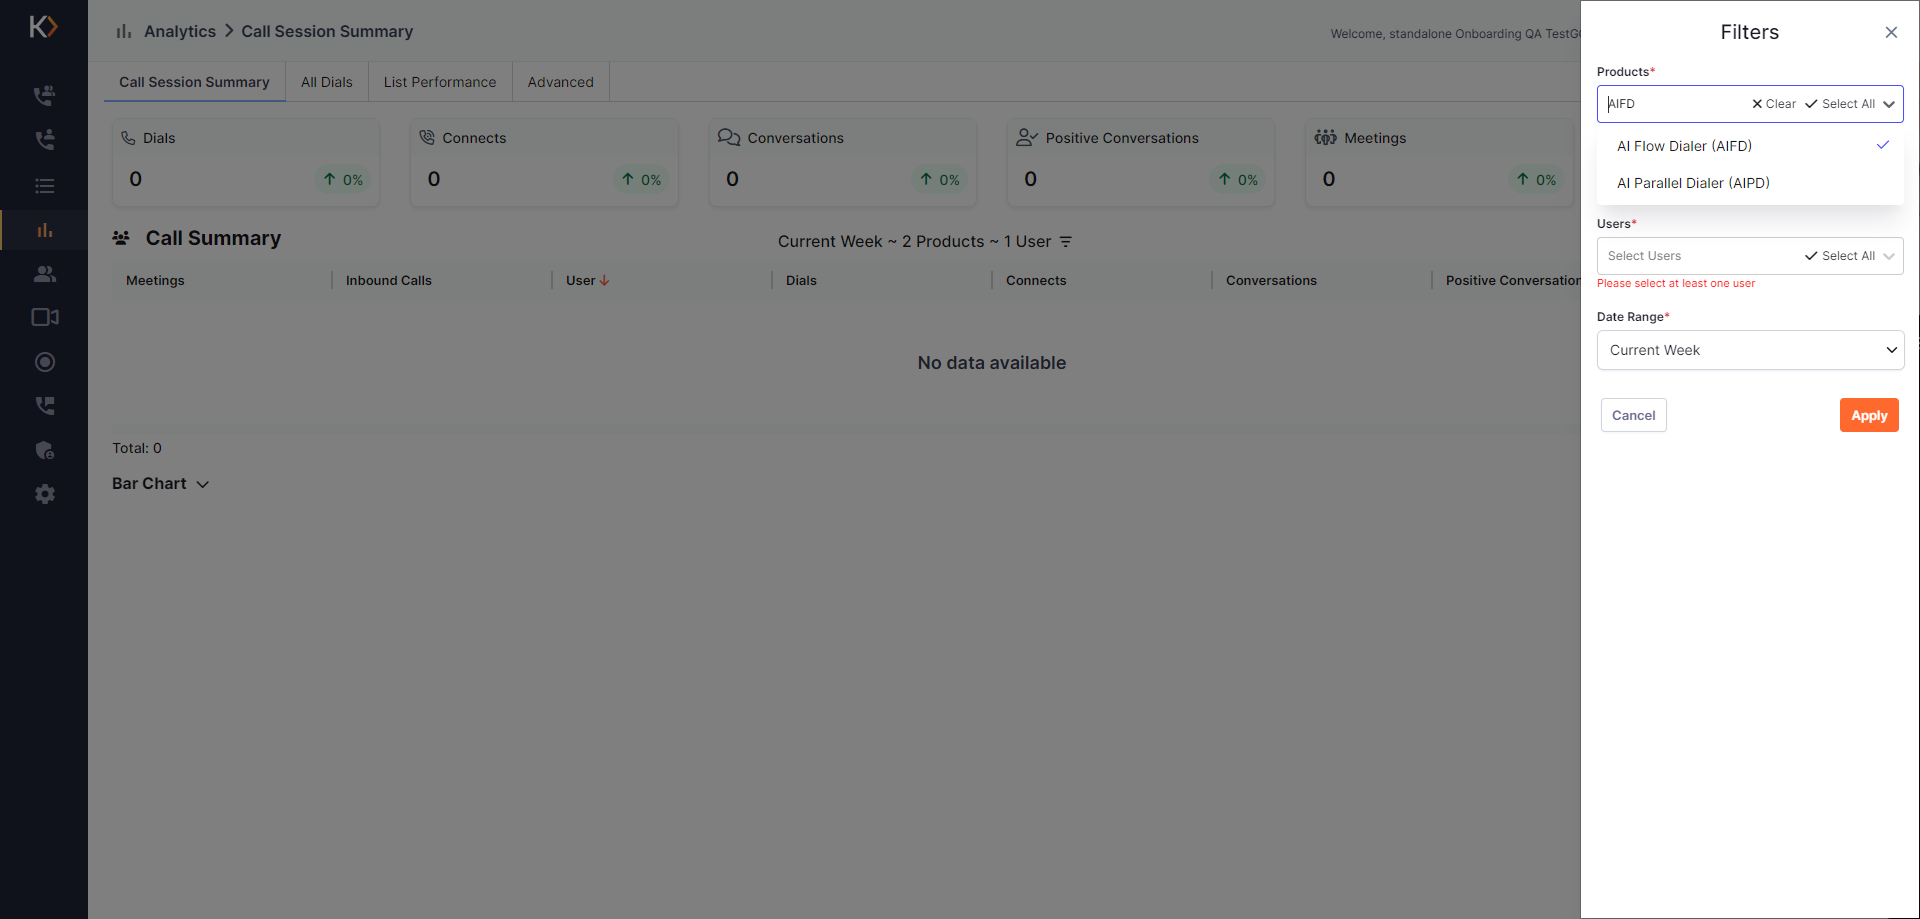 Analytics > Call Session Summary
Welcome, standalone Onboarding QA TestG
Call Session Summary
All Dials
List Performance
Advanced
Dials
0
0%
Connects
0
0%
Conversations
0
0%
Positive Conversations
0
0%
Meetings
0
0%
Call Summary
Current Week ~ 2 Products ~ 1 User
Meetings
Inbound Calls
User
Dials
Connects
Conversations
Positive Conversation
No data available
Total: 0
Bar Chart
Filters
Products*
AIFD
Clear
Select All
AI Flow Dialer (AIFD)
AI Parallel Dialer (AIPD)
Users*
Select Users
Select All
Please select at least one user
Date Range*
Current Week
Cancel
Apply